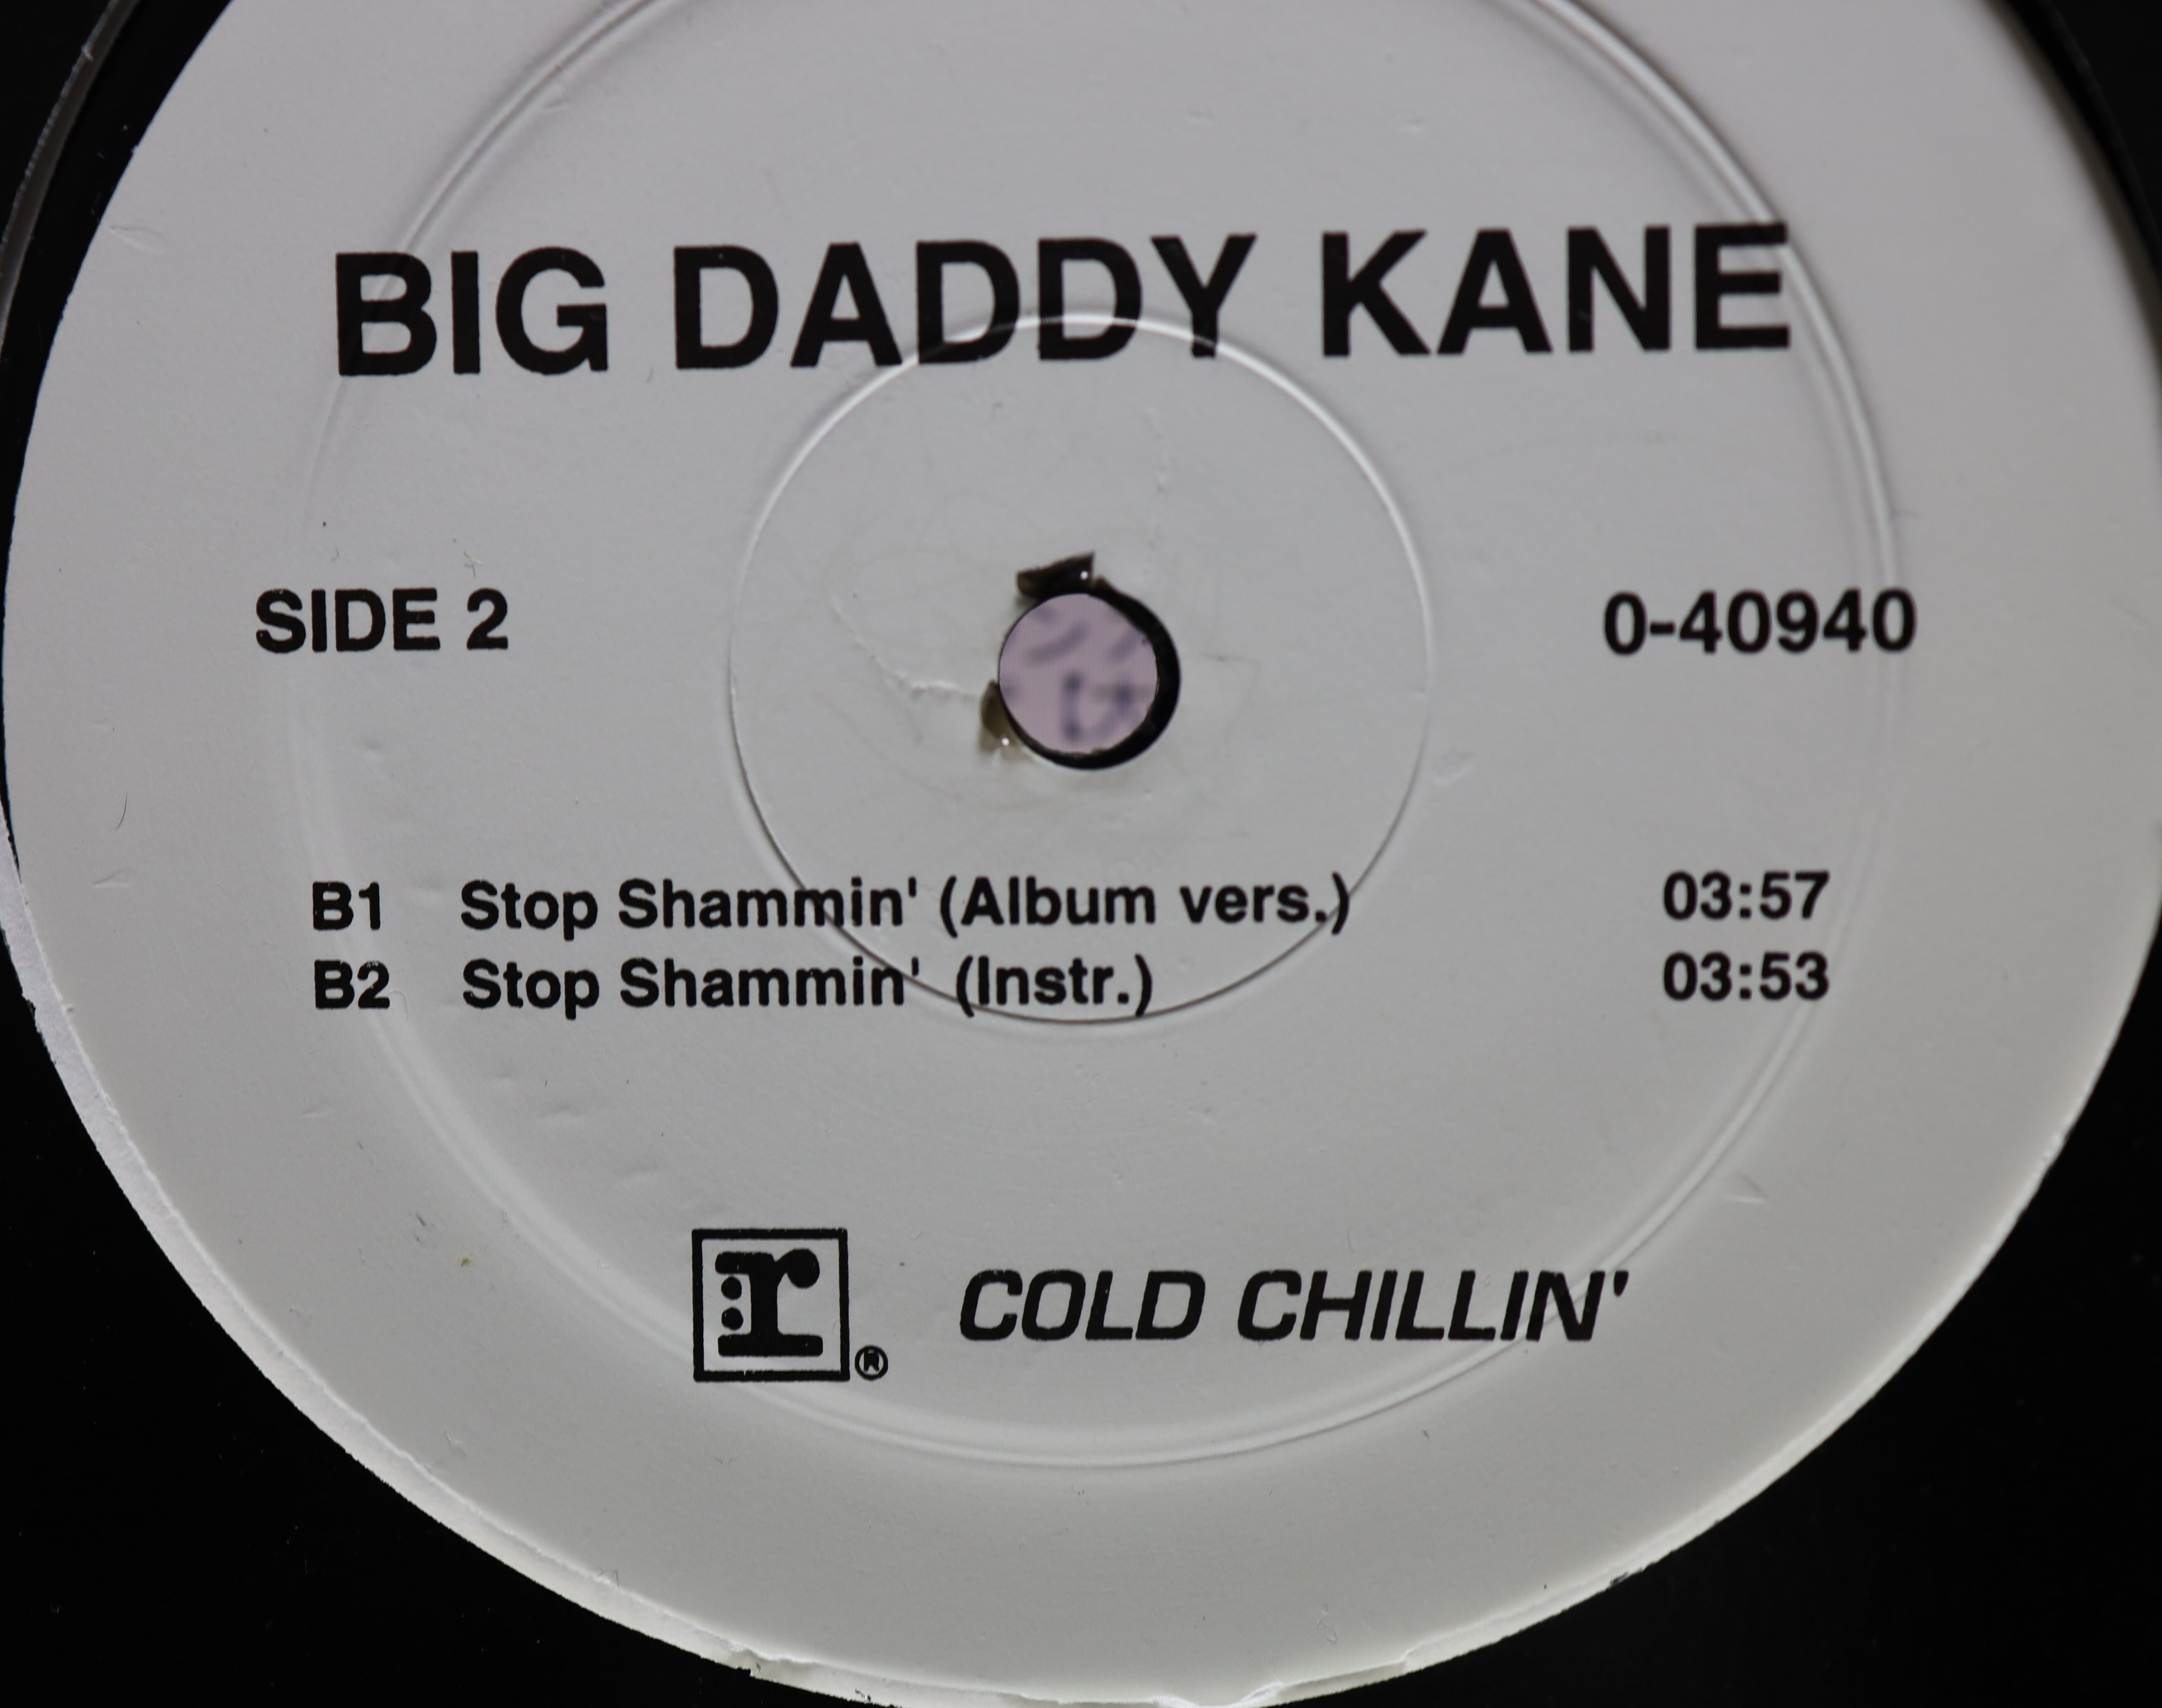 BIG DADDY KANE
SIDE 2 0-40940
B1 Stop Shammin' (Album vers.) 03:57
B2 Stop Shammin' (Instr.) 03:53
r ® COLD CHILLIN'